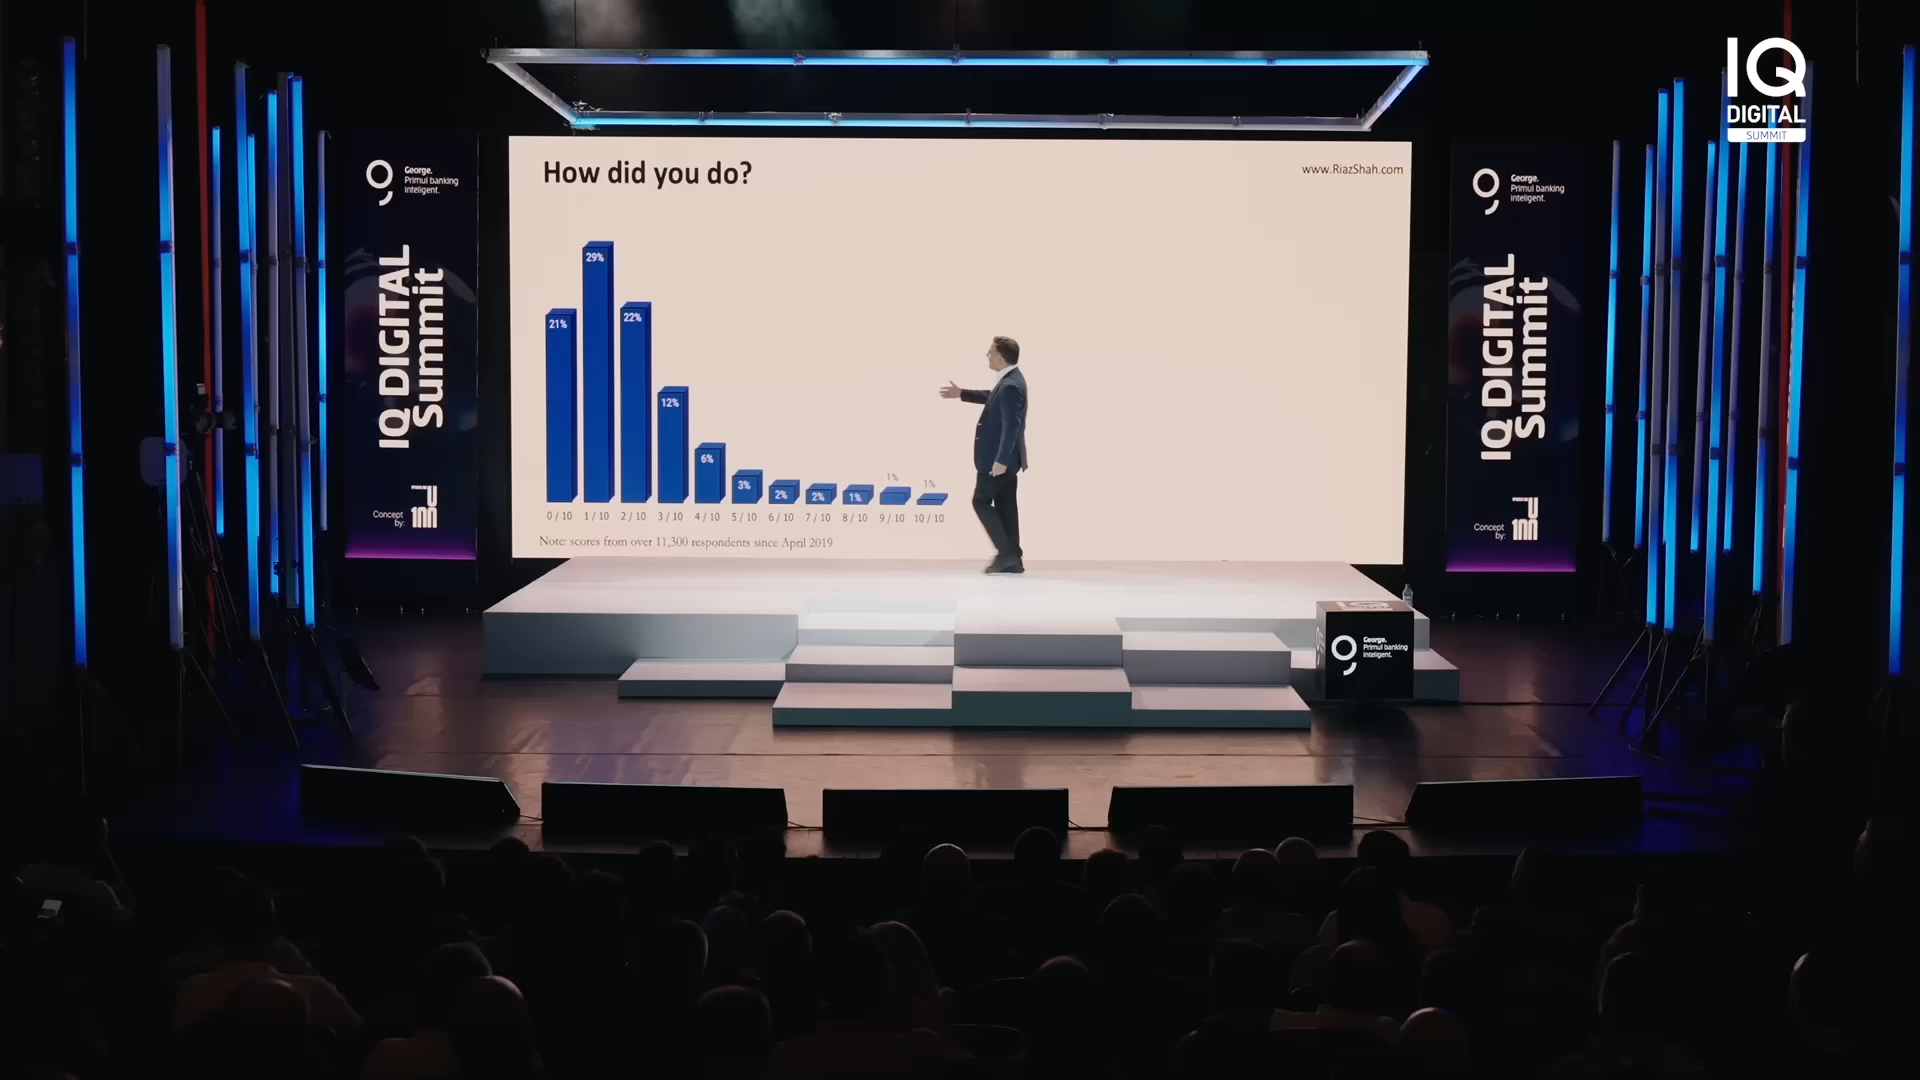 IQ
DIGITAL
SUMMIT
How did you do?
www.RiazShah.com
21%
29%
22%
12%
6%
3%
2%
2%
1%
1%
1%
0 / 10
1 / 10
2 / 10
3 / 10
4 / 10
5 / 10
6 / 10
7 / 10
8 / 10
9 / 10
10 / 10
Note: scores from over 11,300 respondents since April 2019
George.
Primul banking
inteligent.
IQ DIGITAL
Summit
Concept
by:
George.
Primul banking
inteligent.
IQ DIGITAL
Summit
Concept
by:
George.
Primul banking
inteligent.